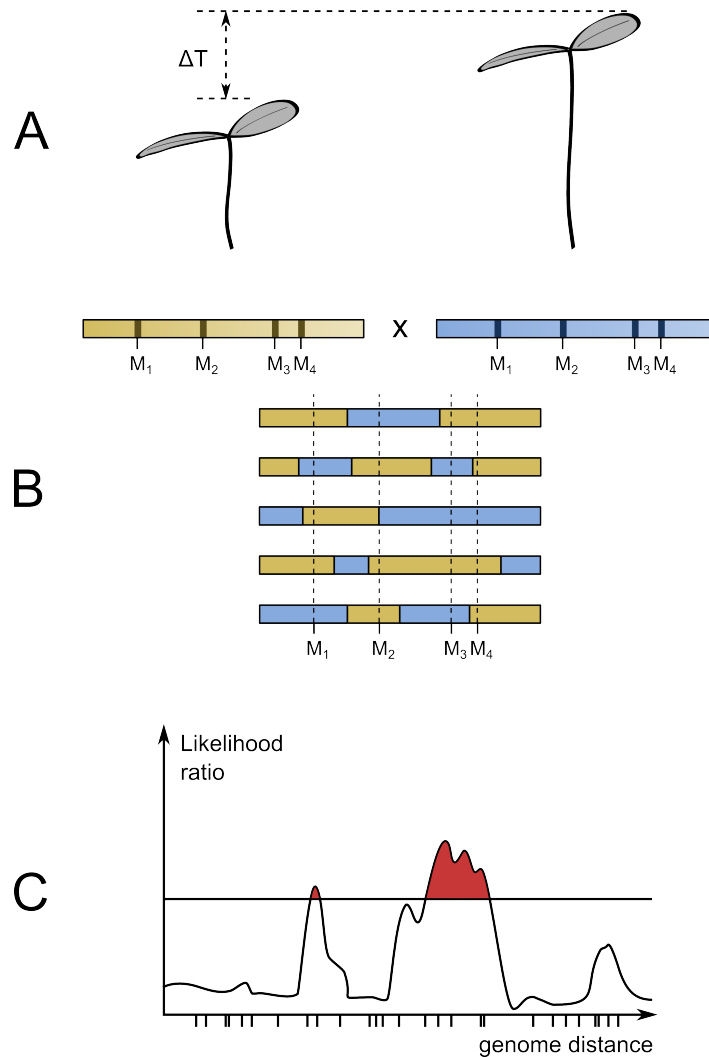 ΔT
A
x
M1 M2 M3 M4 M1 M2 M3 M4
B
M1 M2 M3 M4
Likelihood
ratio
C
genome distance